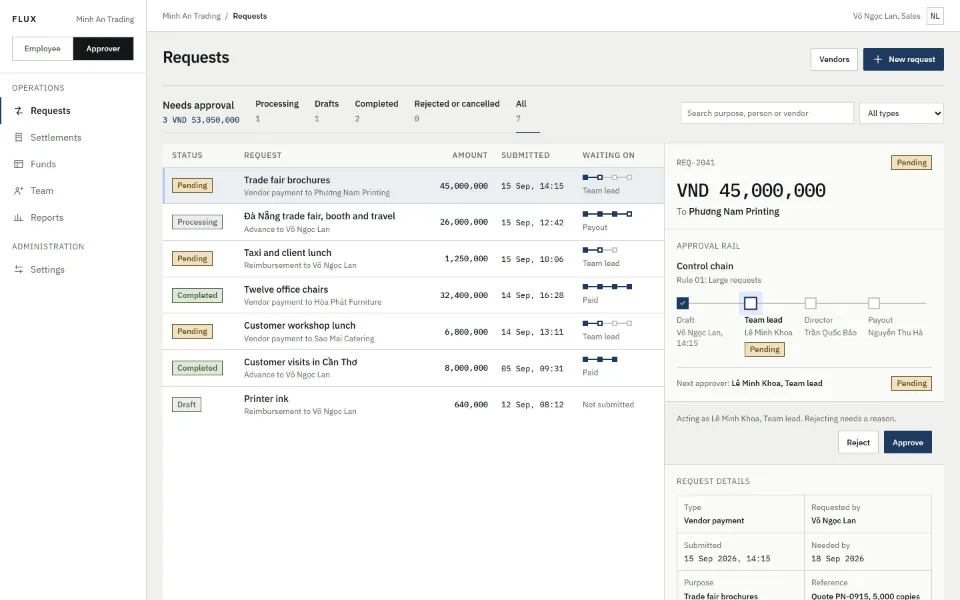 FLUX
Minh An Trading
Employee
Approver
OPERATIONS
Requests
Settlements
Funds
Team
Reports
ADMINISTRATION
Settings
Minh An Trading / Requests
Võ Ngọc Lan, Sales
NL
Requests
Vendors
+ New request
Needs approval
3 VND 53,050,000
Processing
1
Drafts
1
Completed
2
Rejected or cancelled
0
All
7
Search purpose, person or vendor
All types
STATUS REQUEST AMOUNT SUBMITTED WAITING ON
Pending
Trade fair brochures
Vendor payment to Phương Nam Printing
45,000,000
15 Sep, 14:15
Team lead
Processing
Đà Nẵng trade fair, booth and travel
Advance to Võ Ngọc Lan
26,000,000
15 Sep, 12:42
Payout
Pending
Taxi and client lunch
Reimbursement to Võ Ngọc Lan
1,250,000
15 Sep, 10:06
Team lead
Completed
Twelve office chairs
Vendor payment to Hòa Phát Furniture
32,400,000
14 Sep, 16:28
Paid
Pending
Customer workshop lunch
Vendor payment to Sao Mai Catering
6,800,000
14 Sep, 13:11
Team lead
Completed
Customer visits in Cần Thơ
Advance to Võ Ngọc Lan
8,000,000
05 Sep, 09:31
Paid
Draft
Printer ink
Reimbursement to Võ Ngọc Lan
640,000
12 Sep, 08:12
Not submitted
REQ-2041
Pending
VND 45,000,000
To Phương Nam Printing
APPROVAL RAIL
Control chain
Rule 01: Large requests
Draft
Võ Ngọc Lan,
14:15
Team lead
Lê Minh Khoa
Pending
Director
Trần Quốc Bảo
Payout
Nguyễn Thu Hà
Next approver: Lê Minh Khoa, Team lead
Pending
Acting as Lê Minh Khoa, Team lead. Rejecting needs a reason.
Reject
Approve
REQUEST DETAILS
Type
Vendor payment
Requested by
Võ Ngọc Lan
Submitted
15 Sep 2026, 14:15
Needed by
18 Sep 2026
Purpose
Trade fair brochures
Reference
Quote PN-0915, 5,000 copies